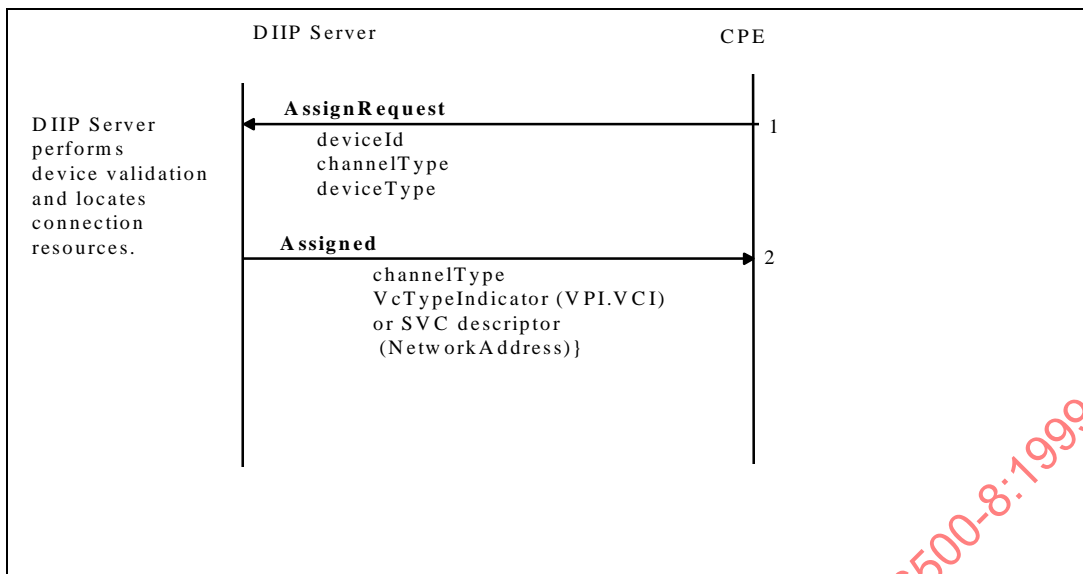 DIIP Server
CPE
AssignRequest
1
deviceId
channelType
deviceType
DIIP Server
performs
device validation
and locates
connection
resources.
Assigned
2
channelType
VcTypeIndicator (VPI.VCI)
or SVC descriptor
(NetworkAddress)}
500-8:1999